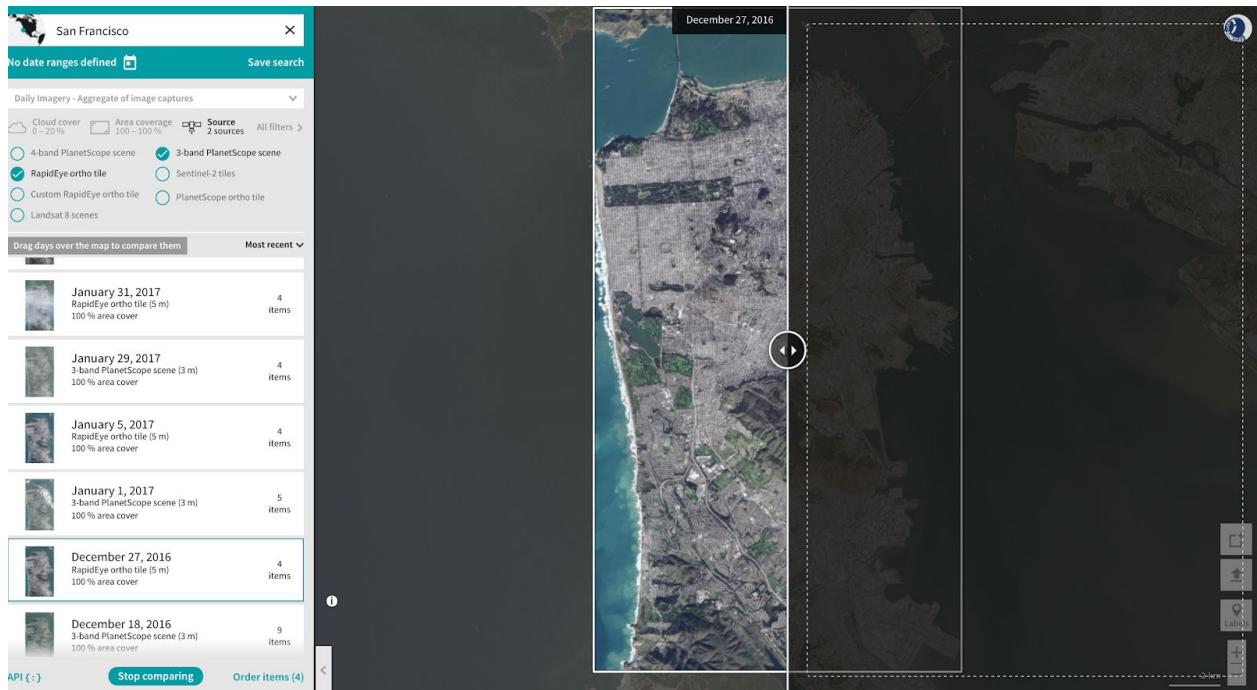 San Francisco
No date ranges defined
Save search
Daily Imagery - Aggregate of image captures
Cloud cover
0 – 20 %
Area coverage
100 – 100 %
Source
2 sources
All filters
4-band PlanetScope scene
3-band PlanetScope scene
RapidEye ortho tile
Sentinel-2 tiles
Custom RapidEye ortho tile
PlanetScope ortho tile
Landsat 8 scenes
Drag days over the map to compare them
Most recent
January 31, 2017
RapidEye ortho tile (5 m)
100 % area cover
4
items
January 29, 2017
3-band PlanetScope scene (3 m)
100 % area cover
4
items
January 5, 2017
RapidEye ortho tile (5 m)
100 % area cover
4
items
January 1, 2017
3-band PlanetScope scene (3 m)
100 % area cover
5
items
December 27, 2016
RapidEye ortho tile (5 m)
100 % area cover
4
items
December 18, 2016
3-band PlanetScope scene (3 m)
100 % area cover
9
items
API {:}
Stop comparing
Order items (4)
December 27, 2016
Labels
2 km